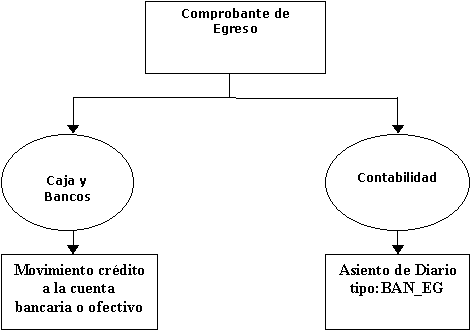 Comprobante de
Egreso
Caja y
Bancos
Contabilidad
Movimiento crédito
a la cuenta
bancaria o ofectivo
Asiento de Diario
tipo:BAN_EG